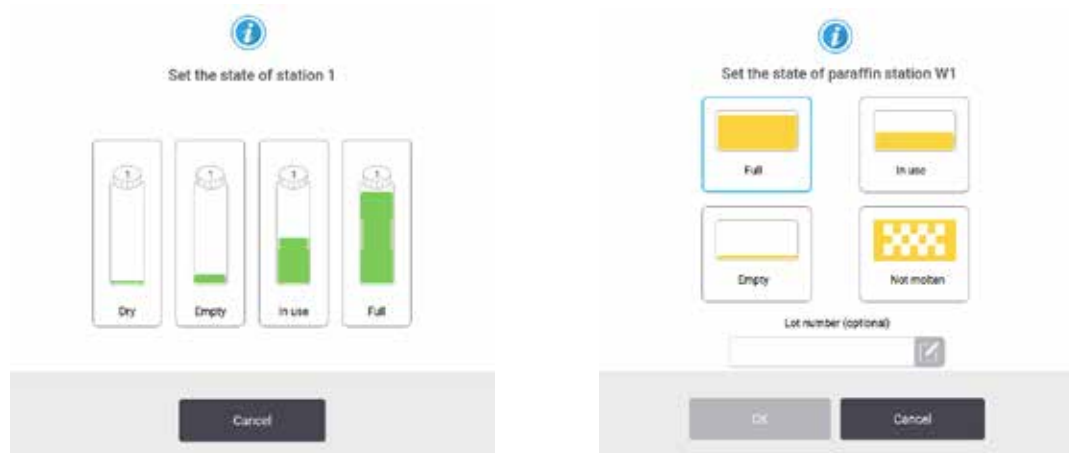 Set the state of station 1
1
1
1
1
Dry
Empty
In use
Full
Cancel
Set the state of paraffin station W1
Full
In use
Empty
Not molten
Lot number (optional)
OK
Cancel